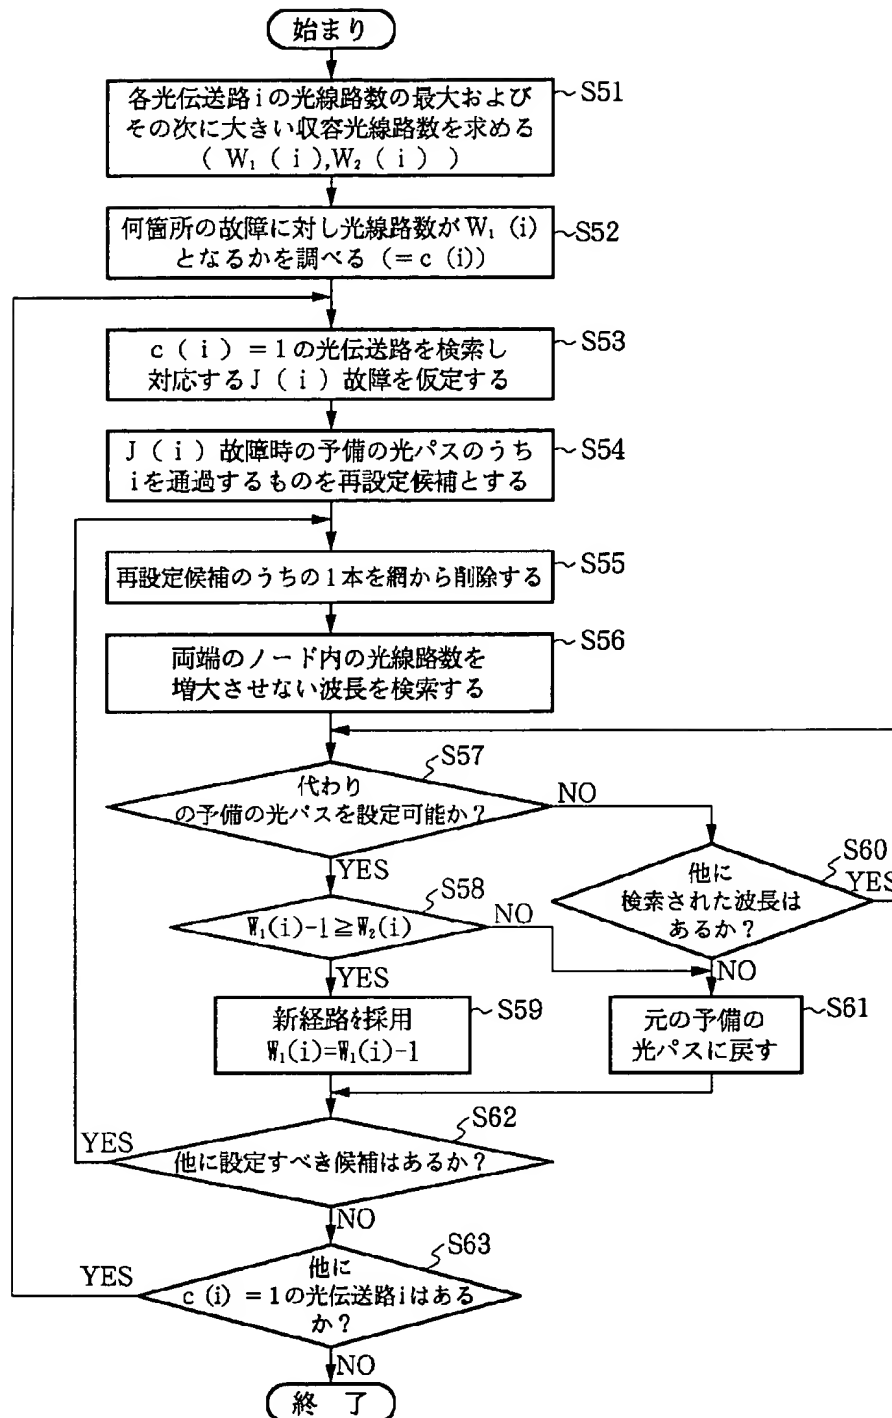 始まり
各光伝送路iの光線路数の最大および
その次に大きい収容光線路数を求める
( W₁ ( i ),W₂ ( i ) )
S51
何箇所の故障に対し光線路数がW₁ (i)
となるかを調べる (=c (i))
S52
c ( i ) =1の光伝送路を検索し
対応するJ ( i ) 故障を仮定する
S53
J ( i ) 故障時の予備の光パスのうち
iを通過するものを再設定候補とする
S54
再設定候補のうちの1本を網から削除する
S55
両端のノード内の光線路数を
増大させない波長を検索する
S56
代わり
の予備の光パスを設定可能か?
S57
NO
YES
他に
検索された波長は
あるか?
S60
YES
NO
W₁(i)-1≧W₂(i)
S58
NO
YES
新経路を採用
W₁(i)=W₁(i)-1
S59
元の予備の
光パスに戻す
S61
他に設定すべき候補はあるか?
S62
YES
NO
他に
c (i) =1の光伝送路iはある
か?
S63
YES
NO
終 了